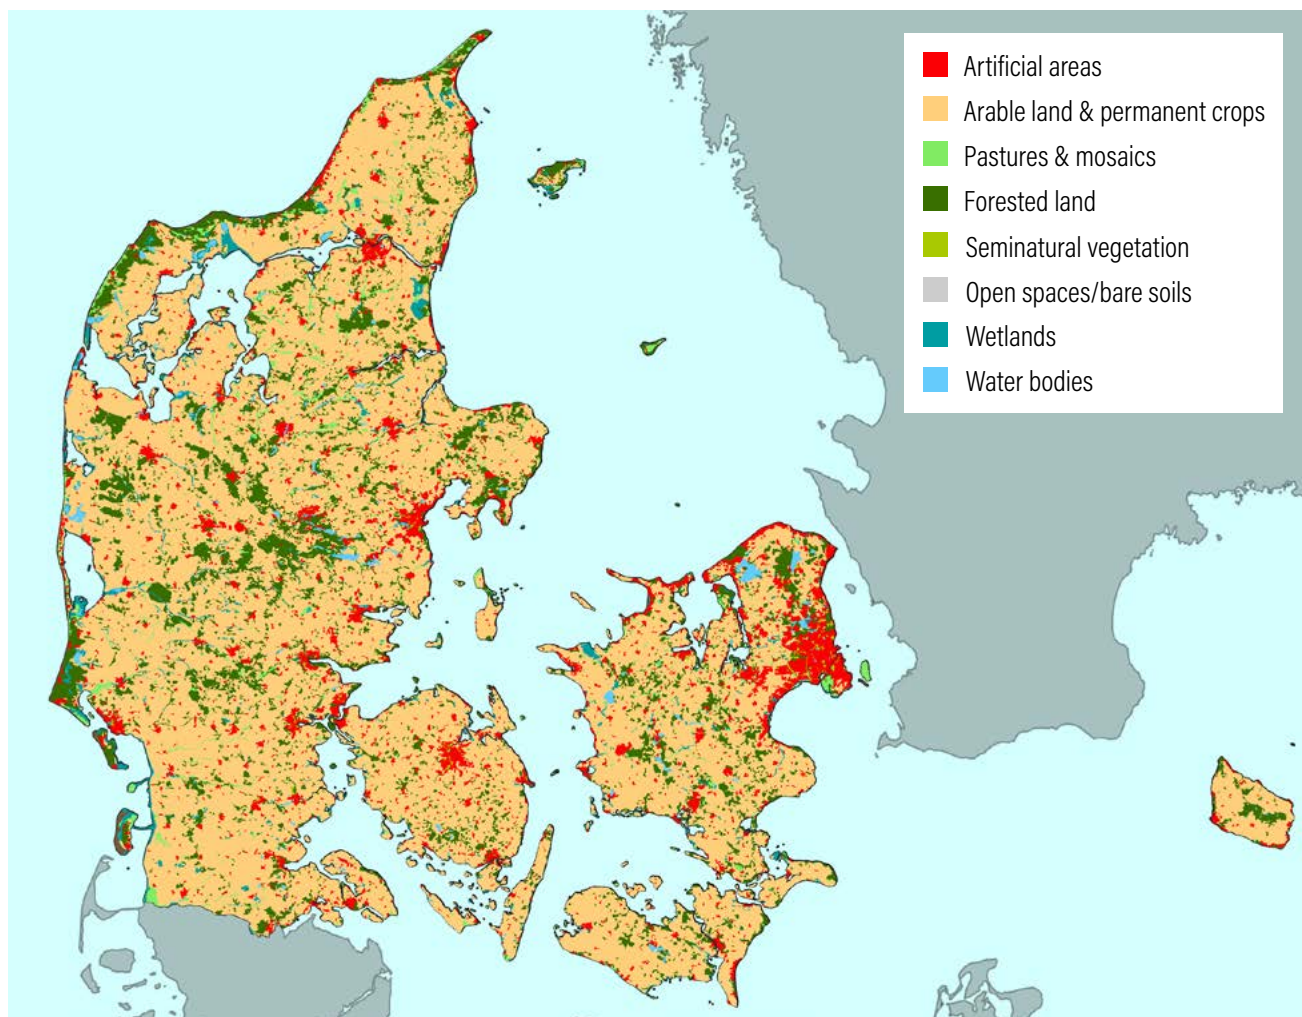 Artificial areas
Arable land & permanent crops
Pastures & mosaics
Forested land
Seminatural vegetation
Open spaces/bare soils
Wetlands
Water bodies